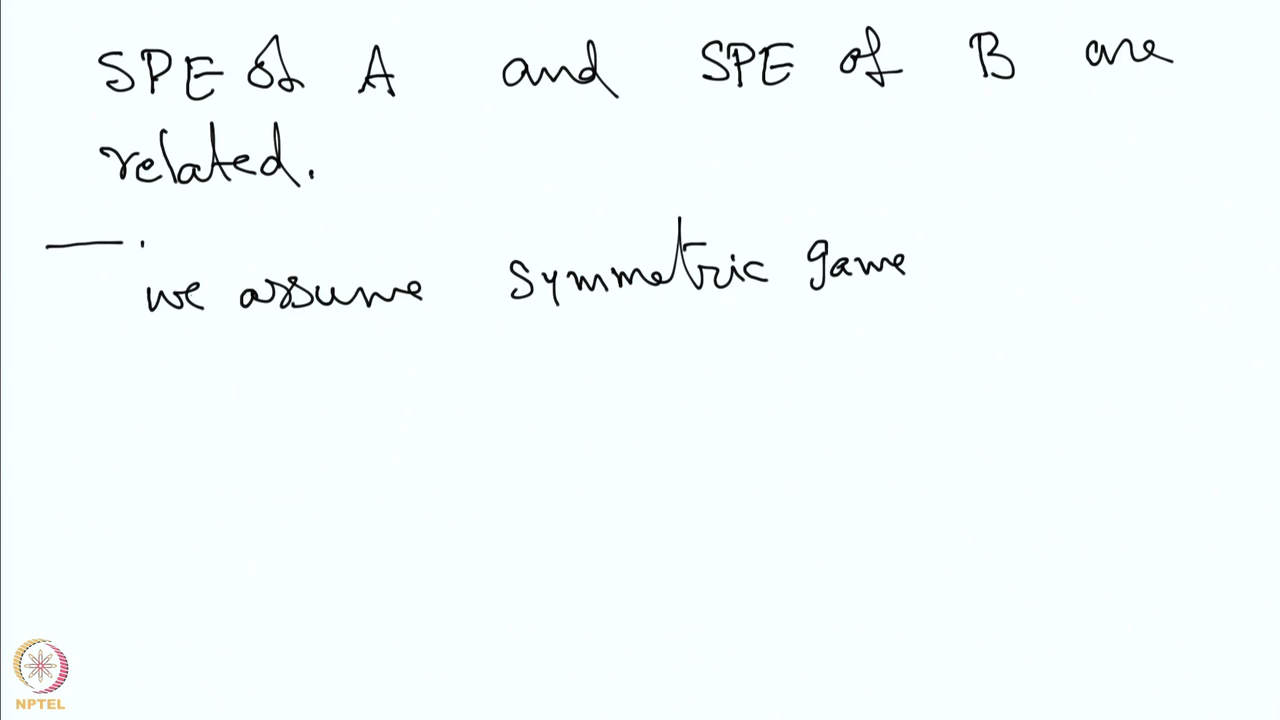 SPE of A and SPE of B are
related.
we assume symmetric game
NPTEL